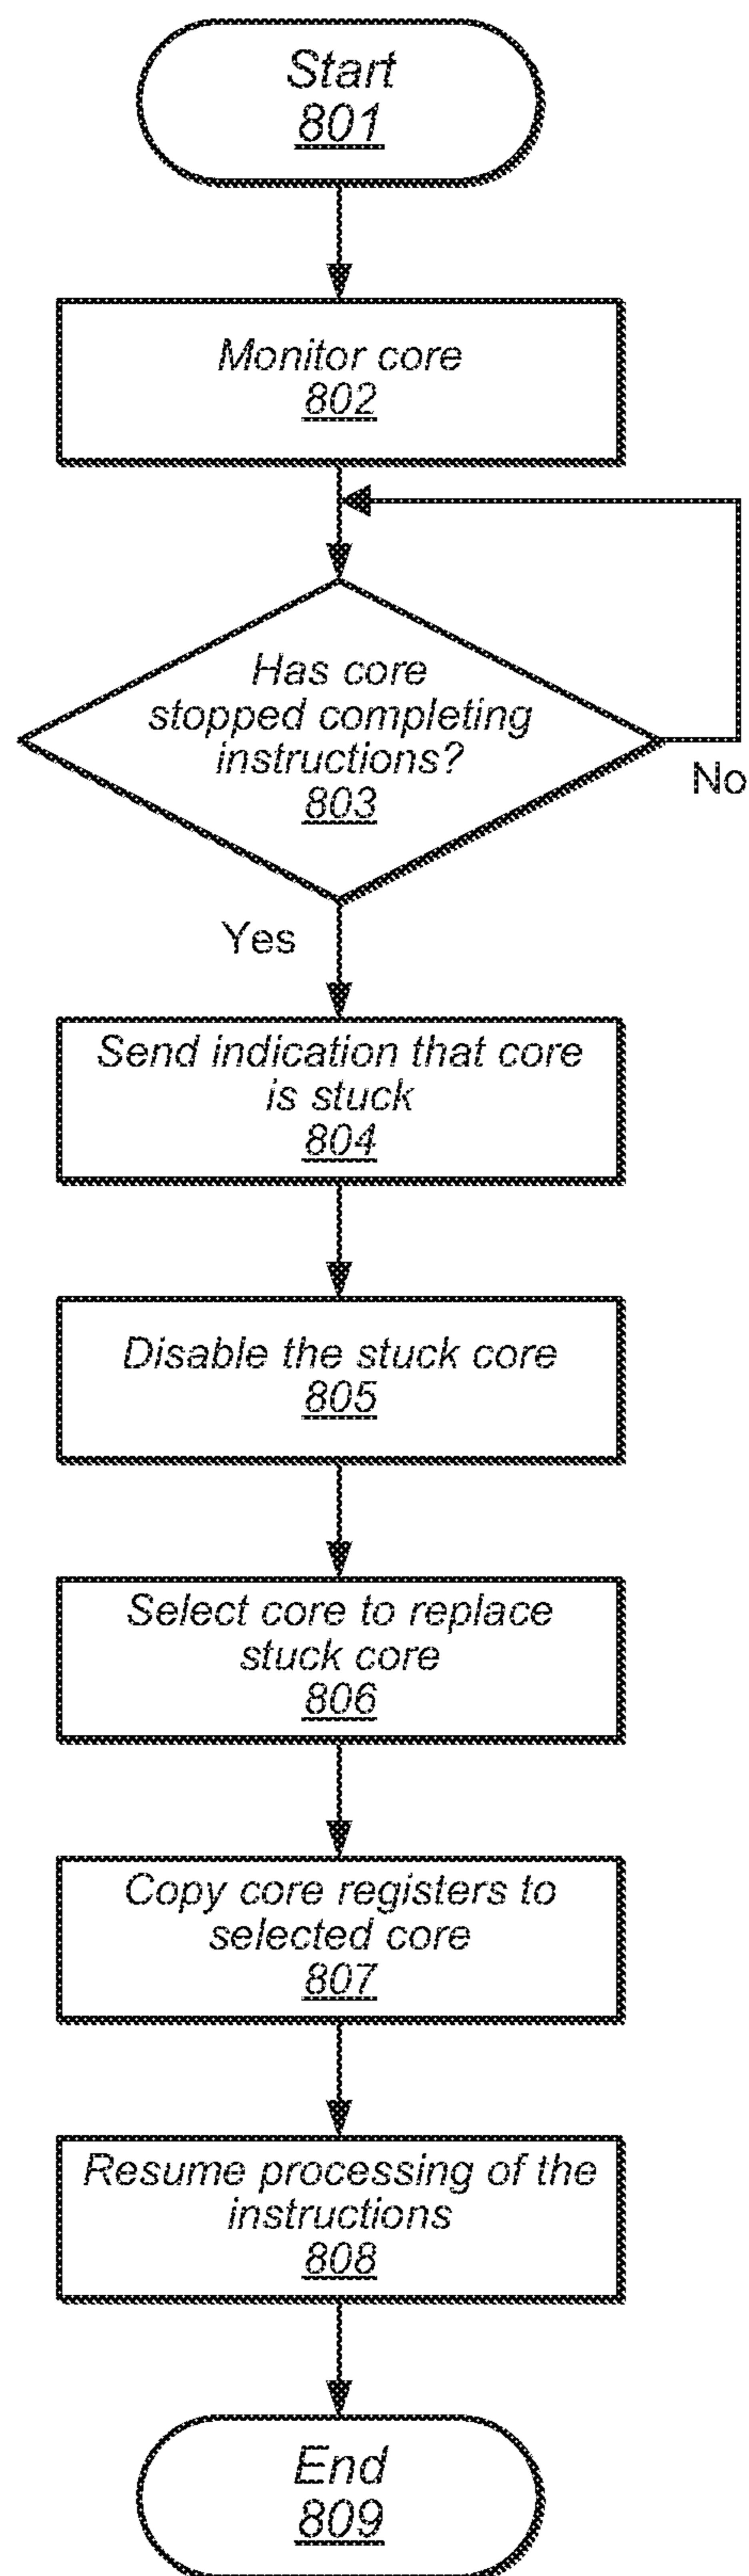 Start
801
Monitor core
802
Has core
stopped completing
instructions?
803
No
Yes
Send indication that core
is stuck
804
Disable the stuck core
805
Select core to replace
stuck core
806
Copy core registers to
selected core
807
Resume processing of the
instructions
808
End
809